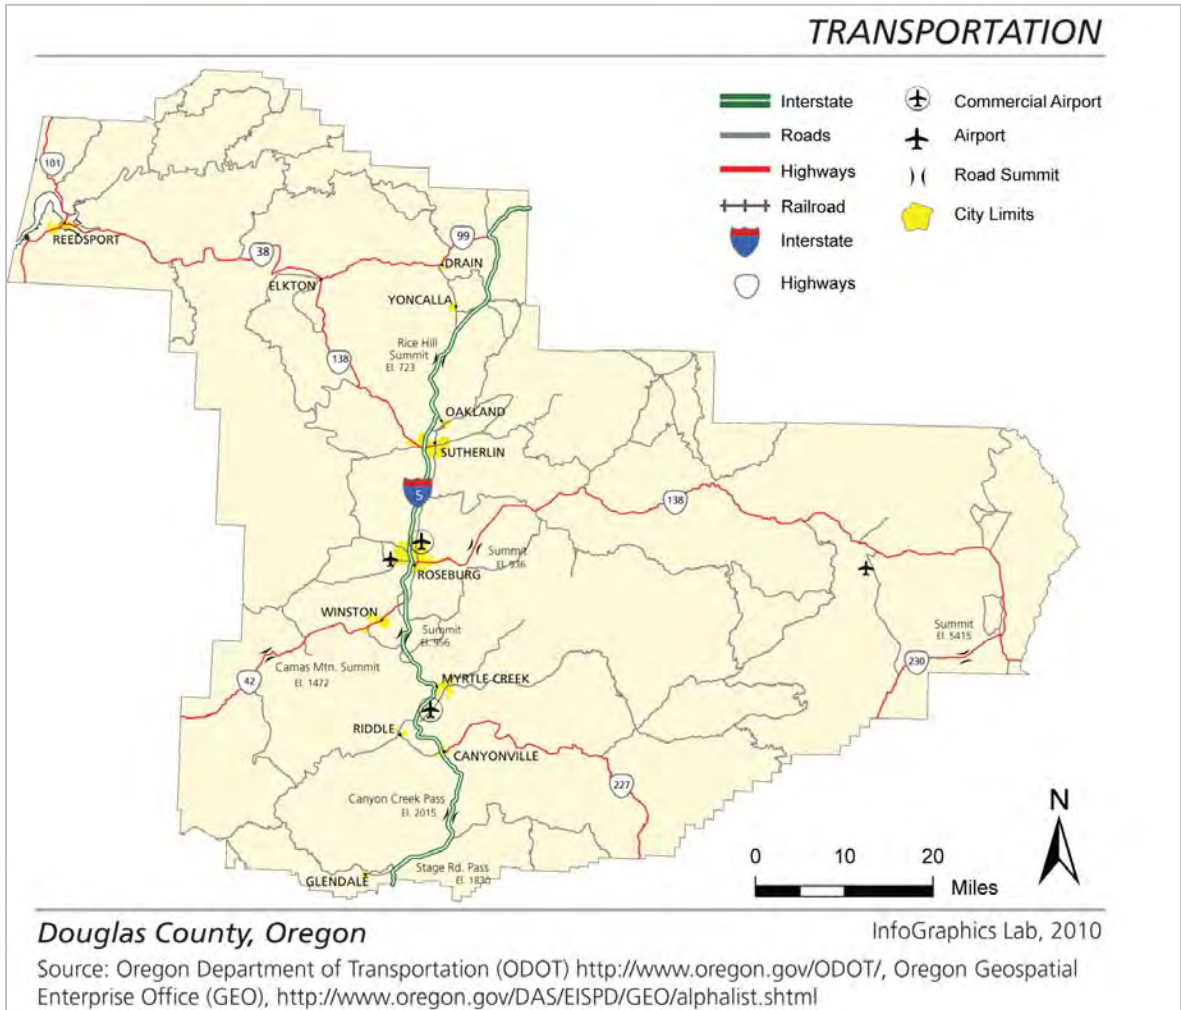 TRANSPORTATION
Interstate
Commercial Airport
Roads
Airport
Highways
Road Summit
Railroad
City Limits
Interstate
Highways
101
REEDSPORT
38
99
DRAIN
ELKTON
YONCALLA
Rice Hill
Summit
El. 723
138
OAKLAND
SUTHERLIN
5
138
Summit
El. 936
ROSEBURG
WINSTON
Summit
El. 956
Summit
El. 5415
230
Camas Mtn. Summit
El. 1472
42
MYRTLE CREEK
RIDDLE
CANYONVILLE
227
Canyon Creek Pass
El. 2015
Stage Rd. Pass
El. 1830
GLENDALE
N
0 10 20
Miles
Douglas County, Oregon
InfoGraphics Lab, 2010
Source: Oregon Department of Transportation (ODOT) http://www.oregon.gov/ODOT/, Oregon Geospatial
Enterprise Office (GEO), http://www.oregon.gov/DAS/EISPD/GEO/alphalist.shtml